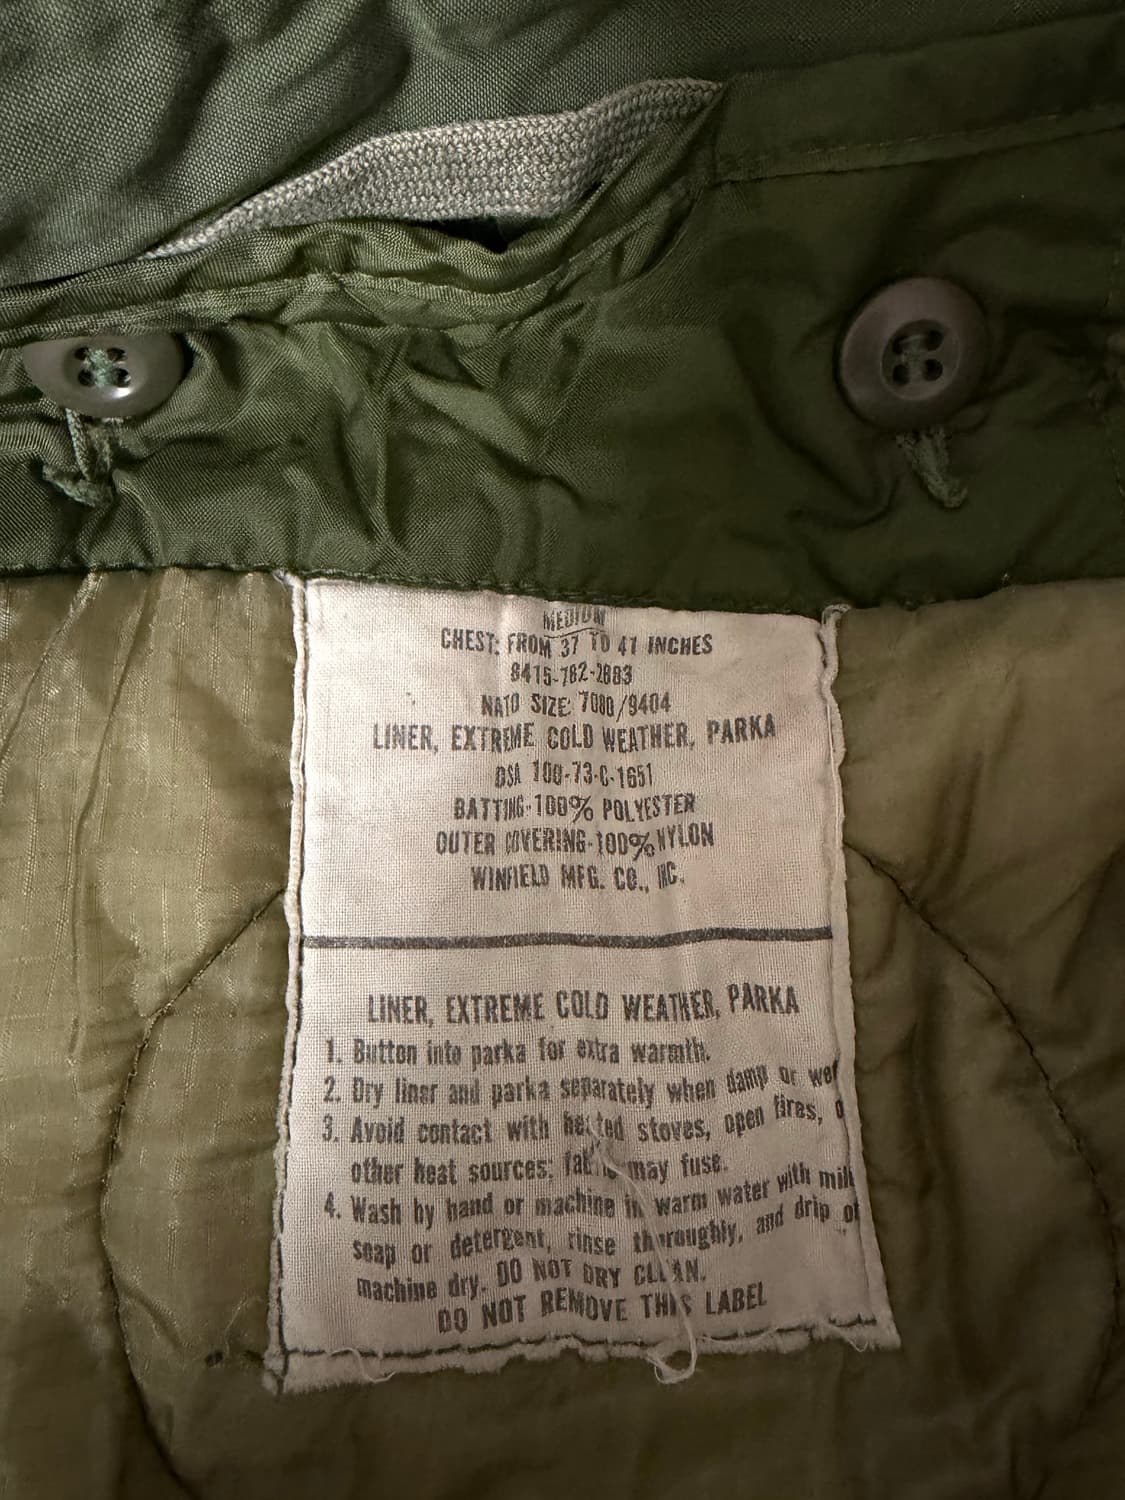 MEDIUM
CHEST: FROM 37 TO 41 INCHES
8415-782-2883
NATO SIZE: 7080/9404
LINER, EXTREME COLD WEATHER, PARKA
DSA 100-73-C-1651
BATTING-100% POLYESTER
OUTER COVERING-100% NYLON
WINFIELD MFG. CO., INC.
LINER, EXTREME COLD WEATHER, PARKA
1. Button into parka for extra warmth.
2. Dry liner and parka separately when damp or wet
3. Avoid contact with heated stoves, open fires, o
other heat sources; fabric may fuse.
4. Wash by hand or machine in warm water with mil
soap or detergent, rinse thoroughly, and drip or
machine dry. DO NOT DRY CLEAN.
DO NOT REMOVE THIS LABEL